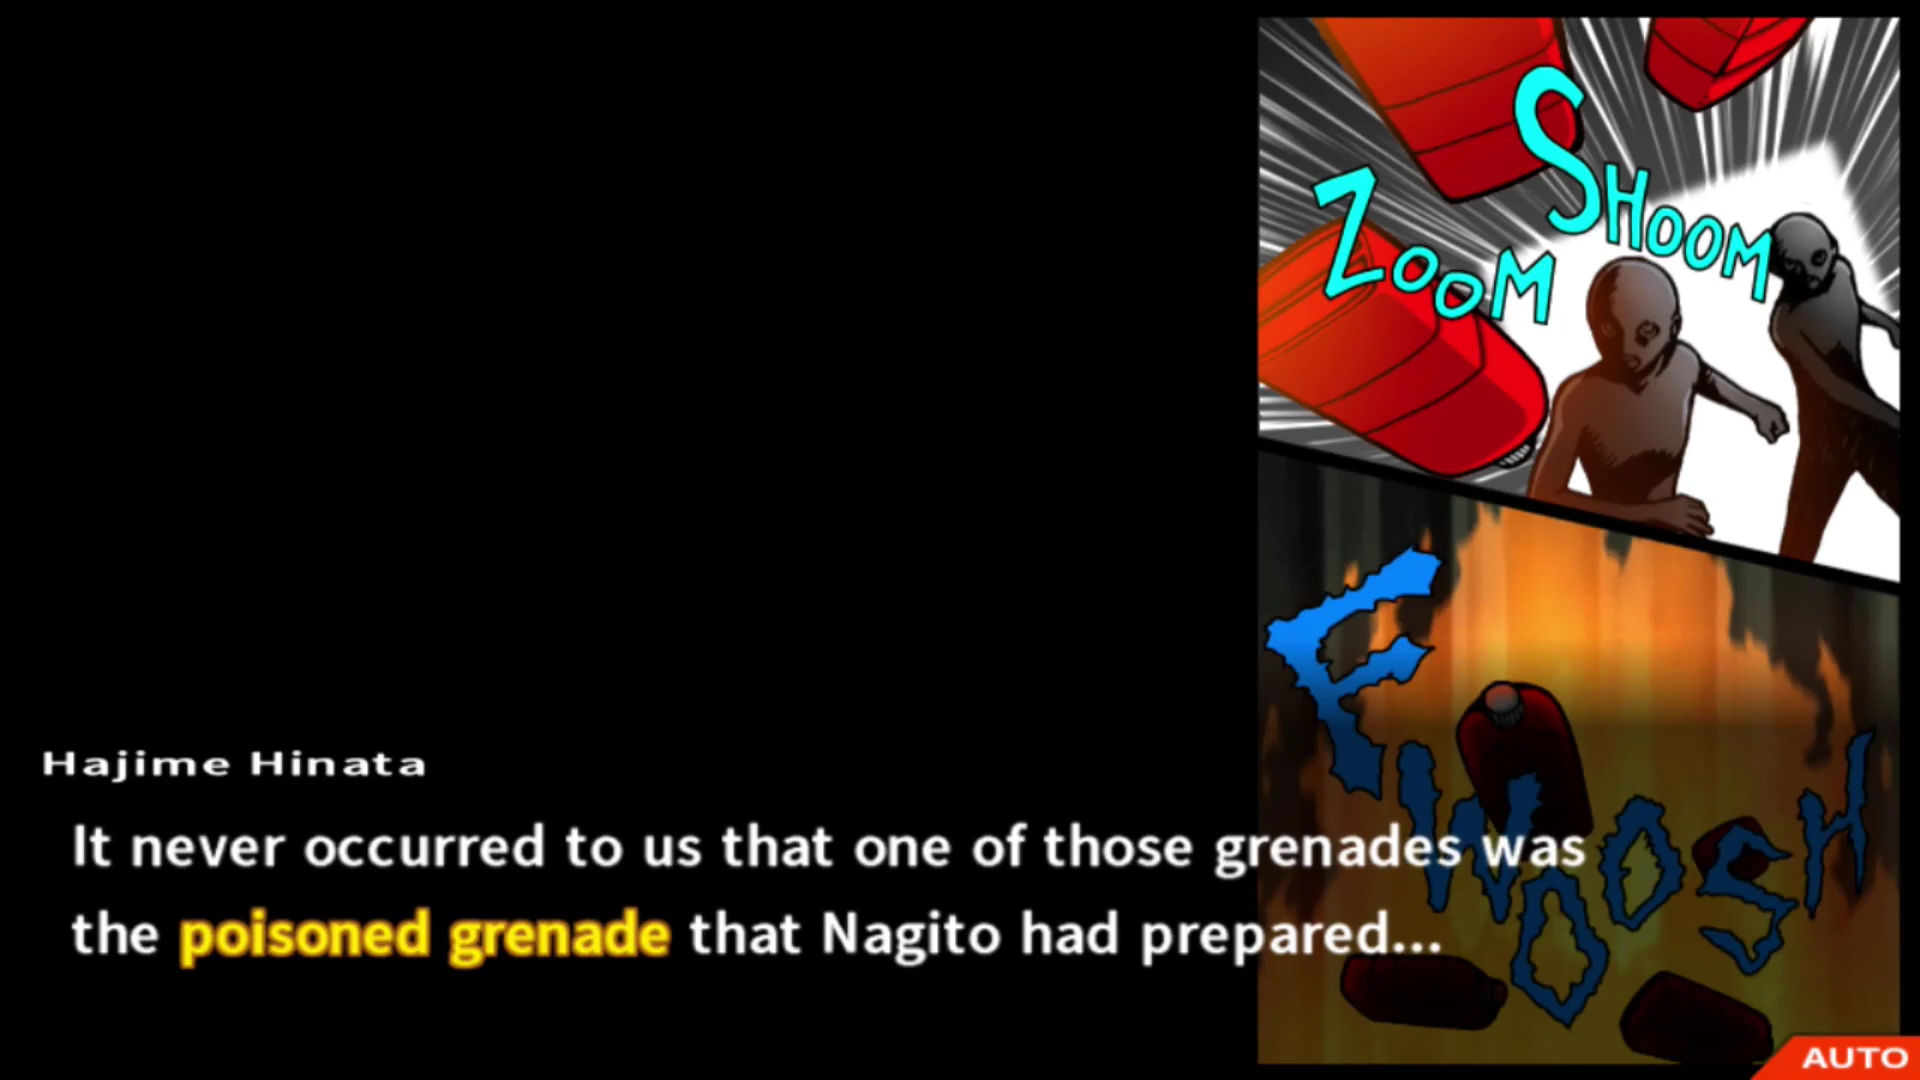 ZOOM
SHOOM
FWOOSH
Hajime Hinata
It never occurred to us that one of those grenades was
the poisoned grenade that Nagito had prepared...
AUTO